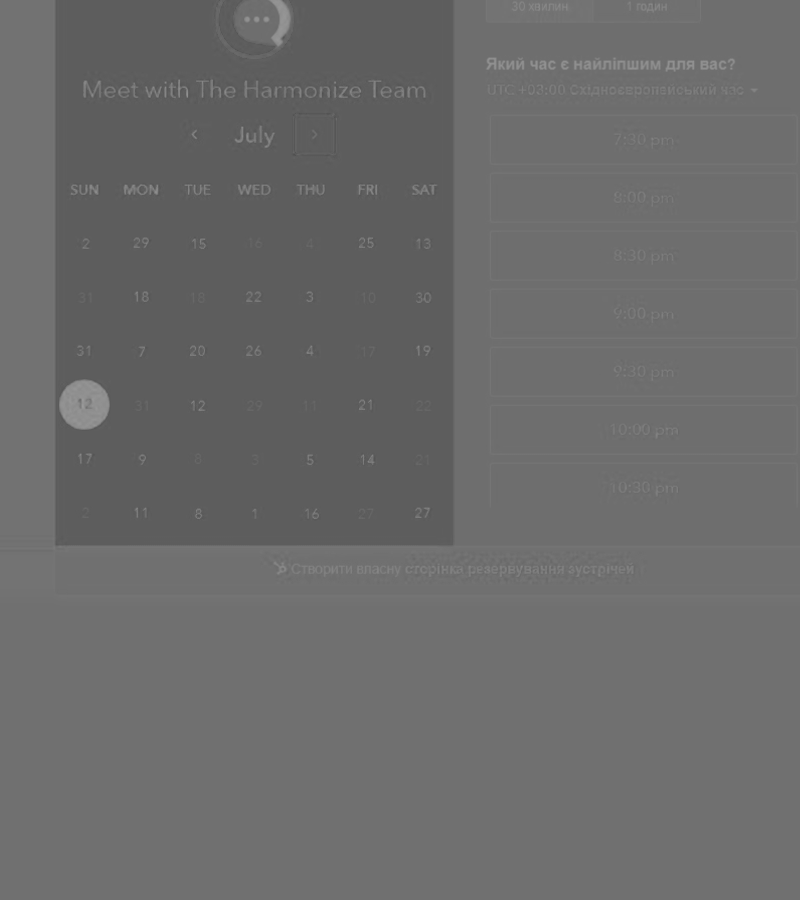 30 хвилин 1 годин
Meet with The Harmonize Team
‹ July ›
SUN MON TUE WED THU FRI SAT
2 29 15 16 4 25 13
31 18 18 22 3 10 30
31 7 20 26 4 17 19
12 31 12 29 11 21 22
17 9 8 3 5 14 21
2 11 8 1 16 27 27
Який час є найліпшим для вас?
UTC +03:00 Східноєвропейський час
7:30 pm
8:00 pm
8:30 pm
9:00 pm
9:30 pm
10:00 pm
10:30 pm
Створити власну сторінка резервування зустрічей